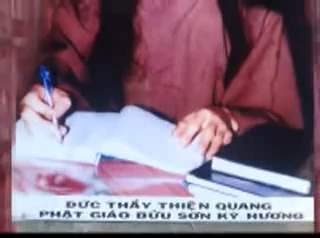 ĐỨC THẦY THIỆN QUANG
PHẬT GIÁO BỬU SƠN KỲ HƯƠNG